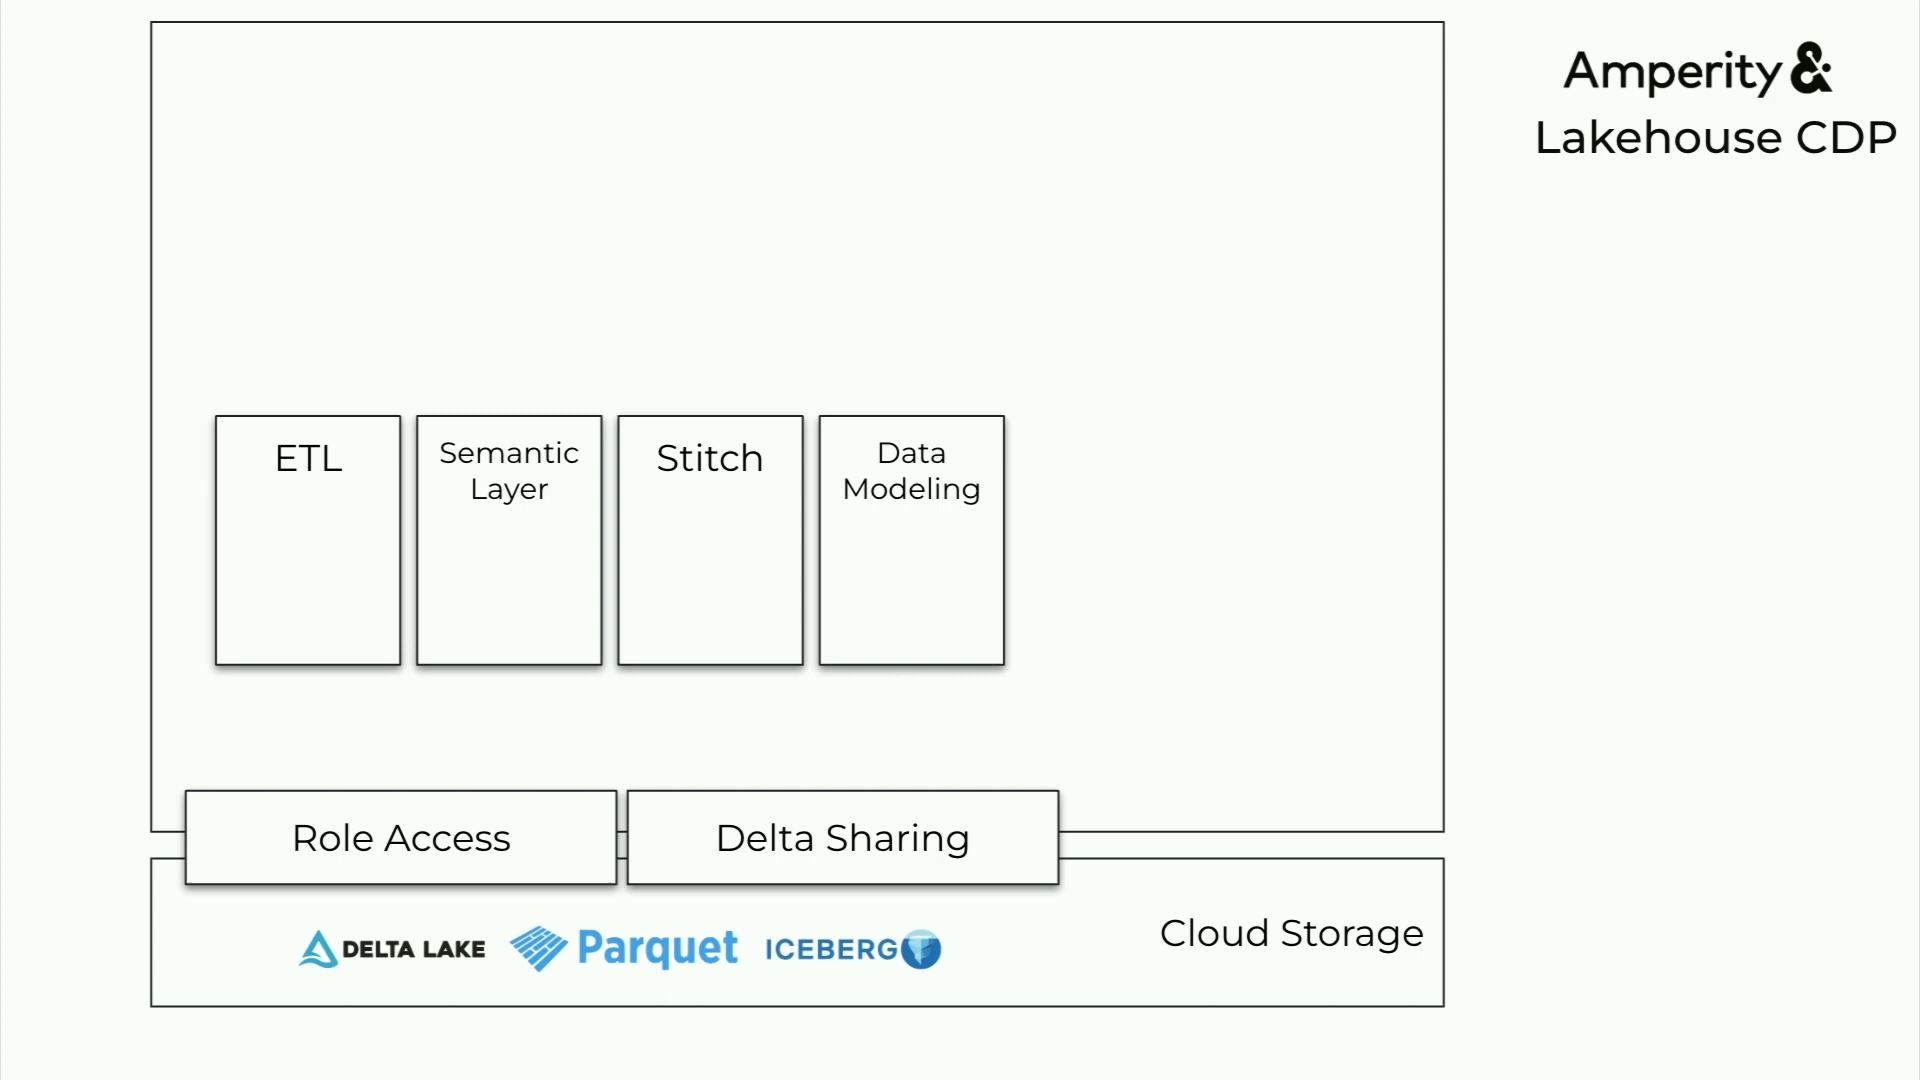 Amperity
Lakehouse CDP
ETL
Semantic
Layer
Stitch
Data
Modeling
Role Access
Delta Sharing
DELTA LAKE
Parquet
ICEBERG
Cloud Storage